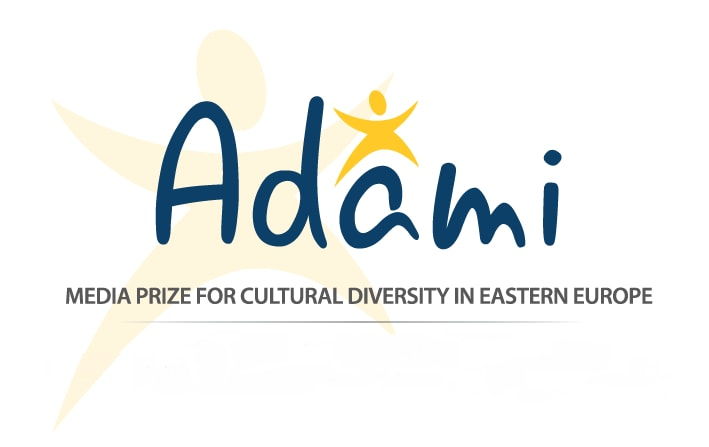 Adami
MEDIA PRIZE FOR CULTURAL DIVERSITY IN EASTERN EUROPE